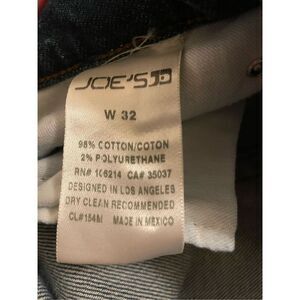 JOE'S
W 32
98% COTTON/COTON
2% POLYURETHANE
RN# 106214 CA# 35037
DESIGNED IN LOS ANGELES
DRY CLEAN RECOMMENDED
CL#154M MADE IN MEXICO